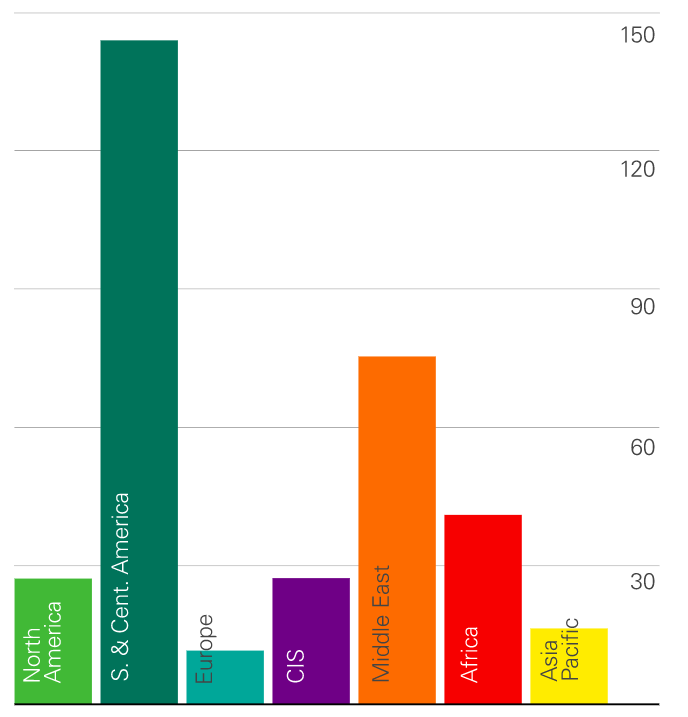 150
120
90
60
30
North
America
S. & Cent. America
Europe
CIS
Middle East
Africa
Asia
Pacific